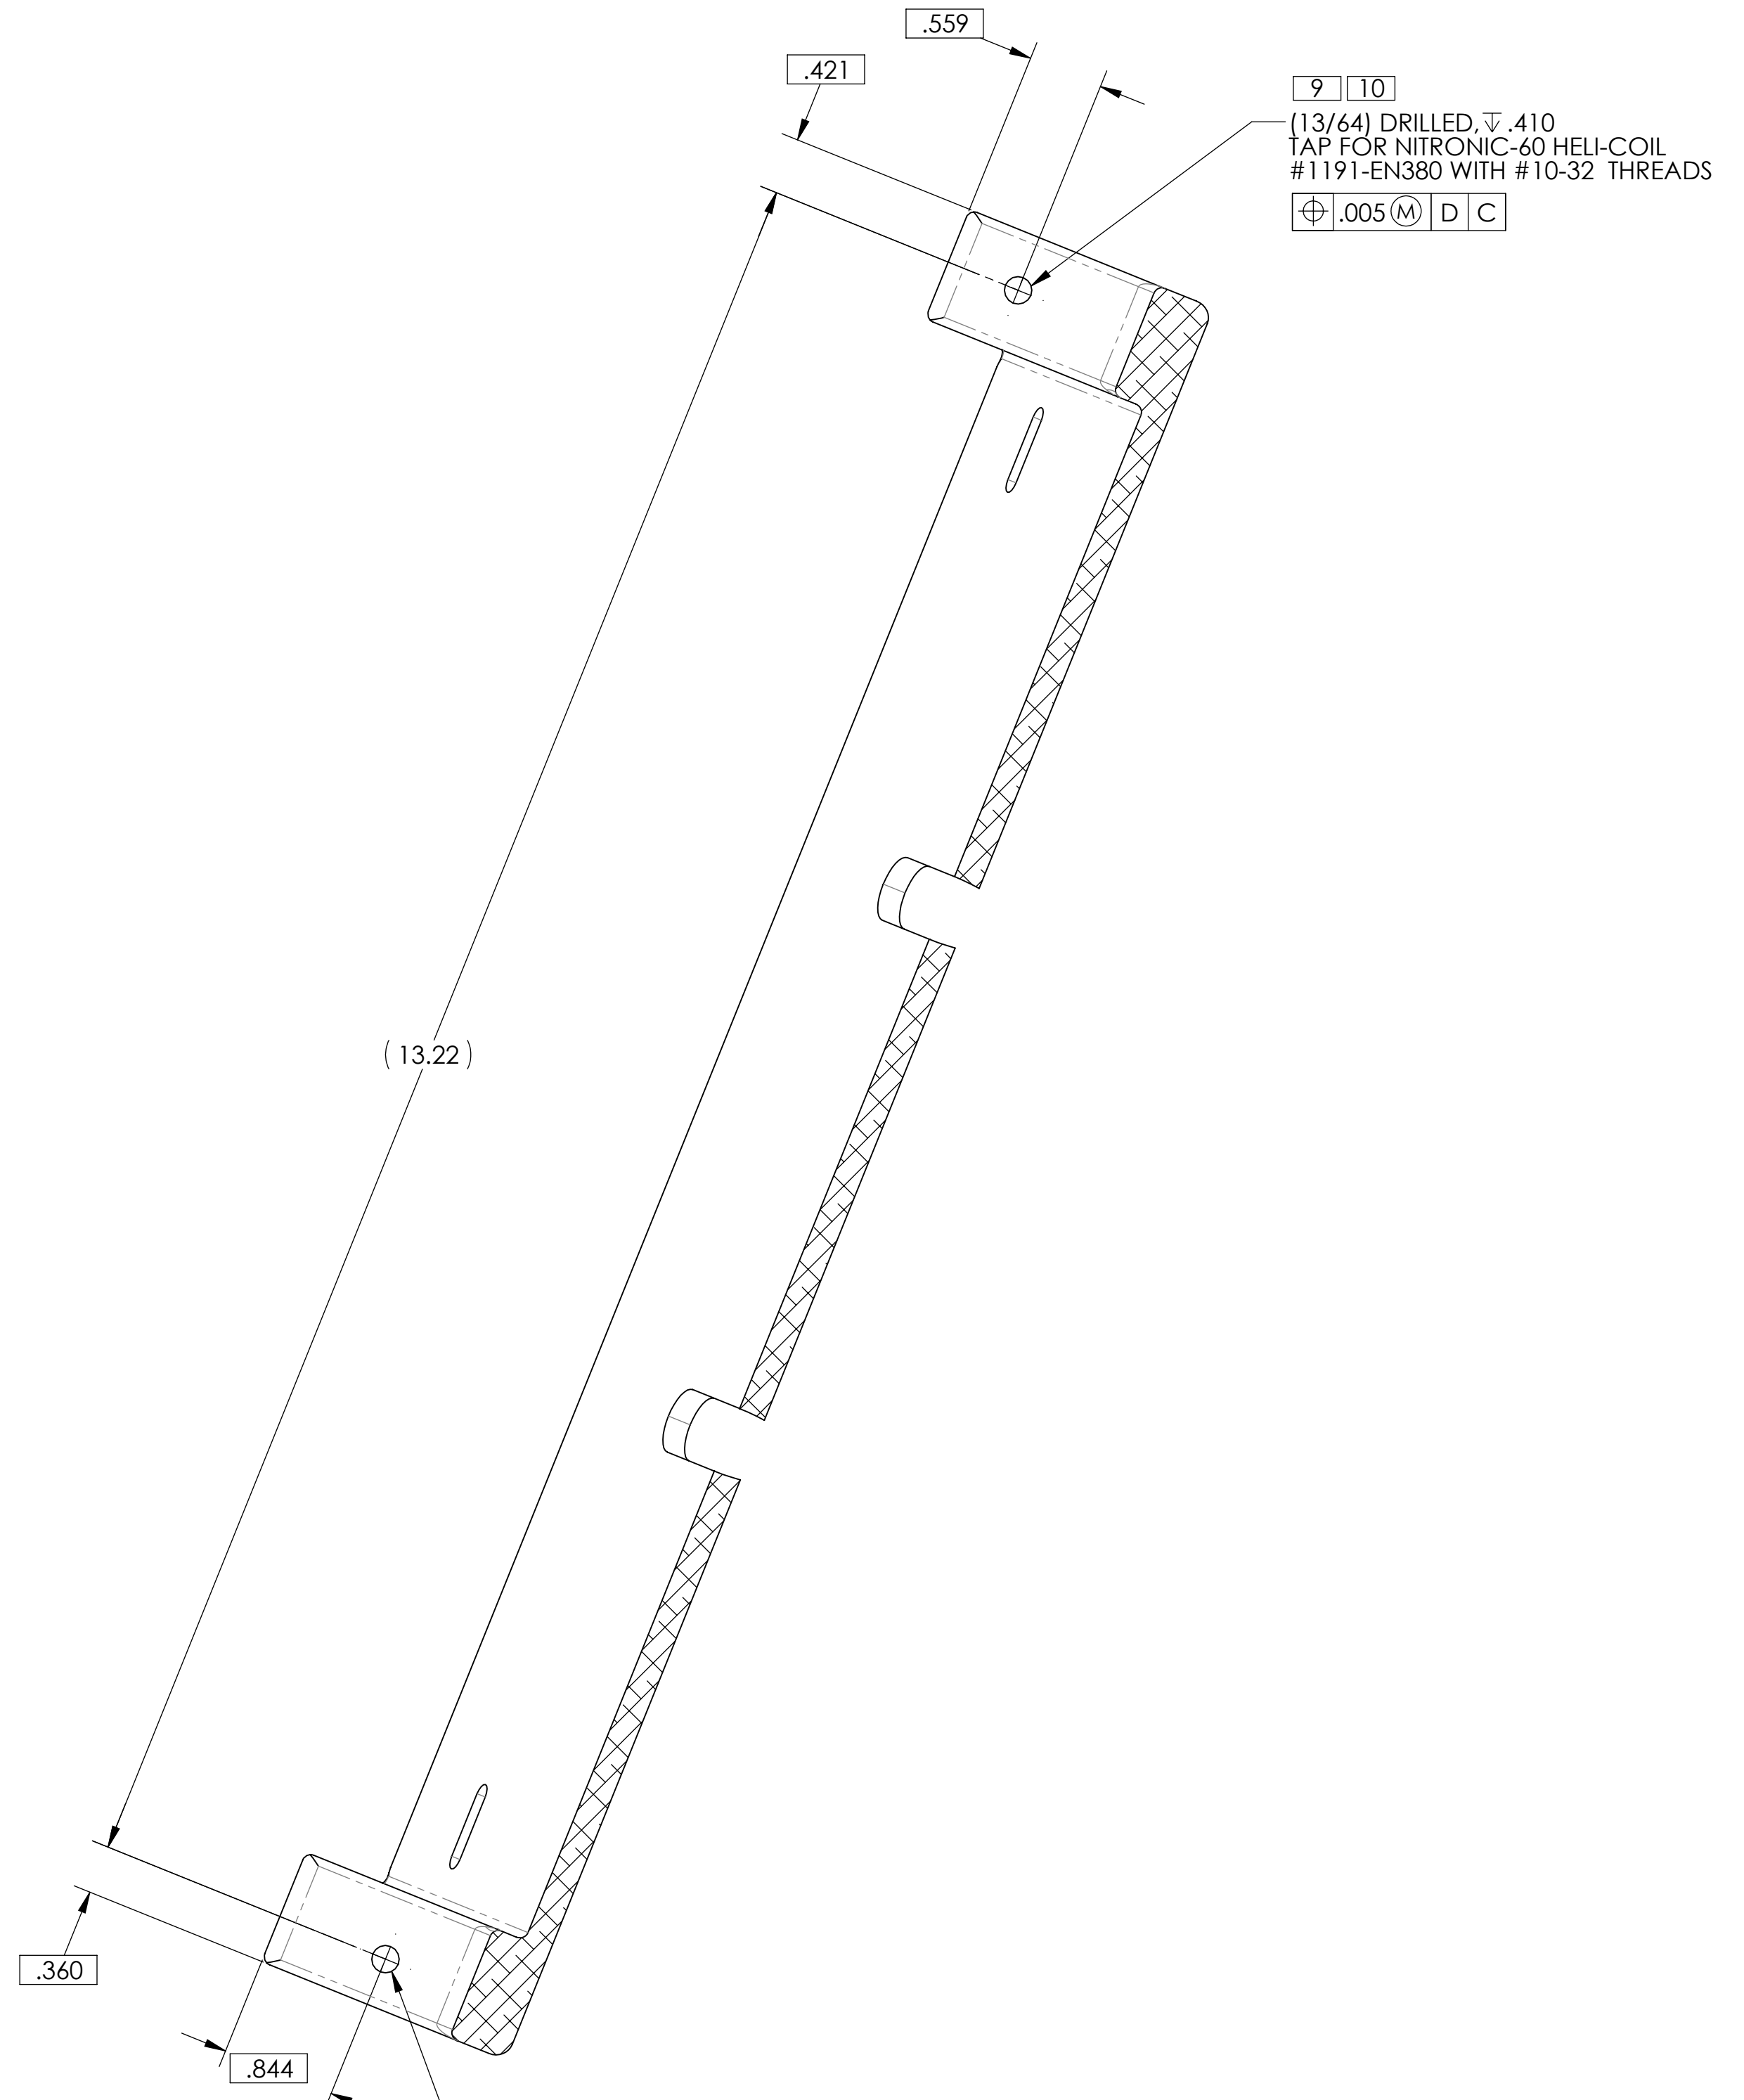 .559
.421
9 10
(13/64) DRILLED, ↧ .410
TAP FOR NITRONIC-60 HELI-COIL
#1191-EN380 WITH #10-32 THREADS
⌖ .005 Ⓜ D C
( 13.22 )
.360
.844